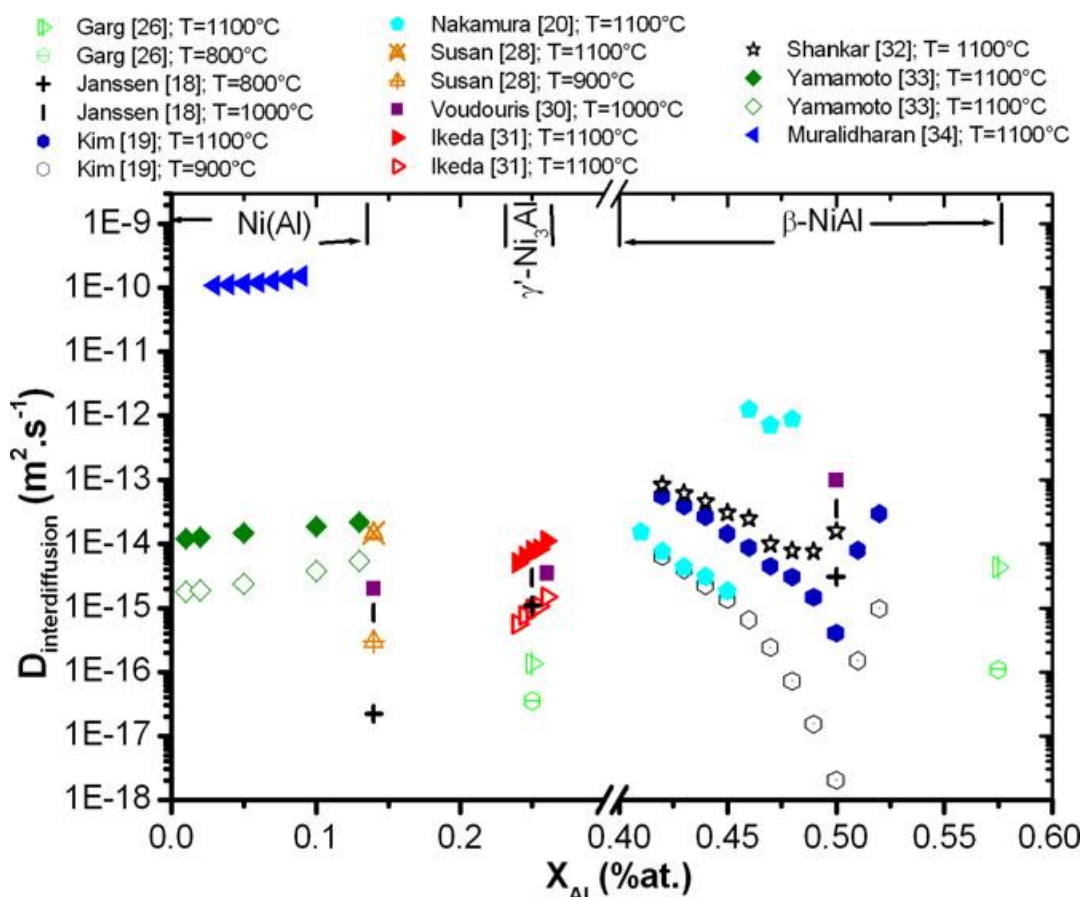 Garg [26]; T=1100°C
Garg [26]; T=800°C
Janssen [18]; T=800°C
Janssen [18]; T=1000°C
Kim [19]; T=1100°C
Kim [19]; T=900°C
Nakamura [20]; T=1100°C
Susan [28]; T=1100°C
Susan [28]; T=900°C
Voudouris [30]; T=1000°C
Ikeda [31]; T=1100°C
Ikeda [31]; T=1100°C
Shankar [32]; T= 1100°C
Yamamoto [33]; T=1100°C
Yamamoto [33]; T=1100°C
Muralidharan [34]; T=1100°C
Ni(Al)
γ'-Ni3Al
β-NiAl
1E-9
1E-10
1E-11
1E-12
1E-13
1E-14
1E-15
1E-16
1E-17
1E-18
Dinterdiffusion (m2.s-1)
0.0 0.1 0.2 0.40 0.45 0.50 0.55 0.60
XAl (%at.)